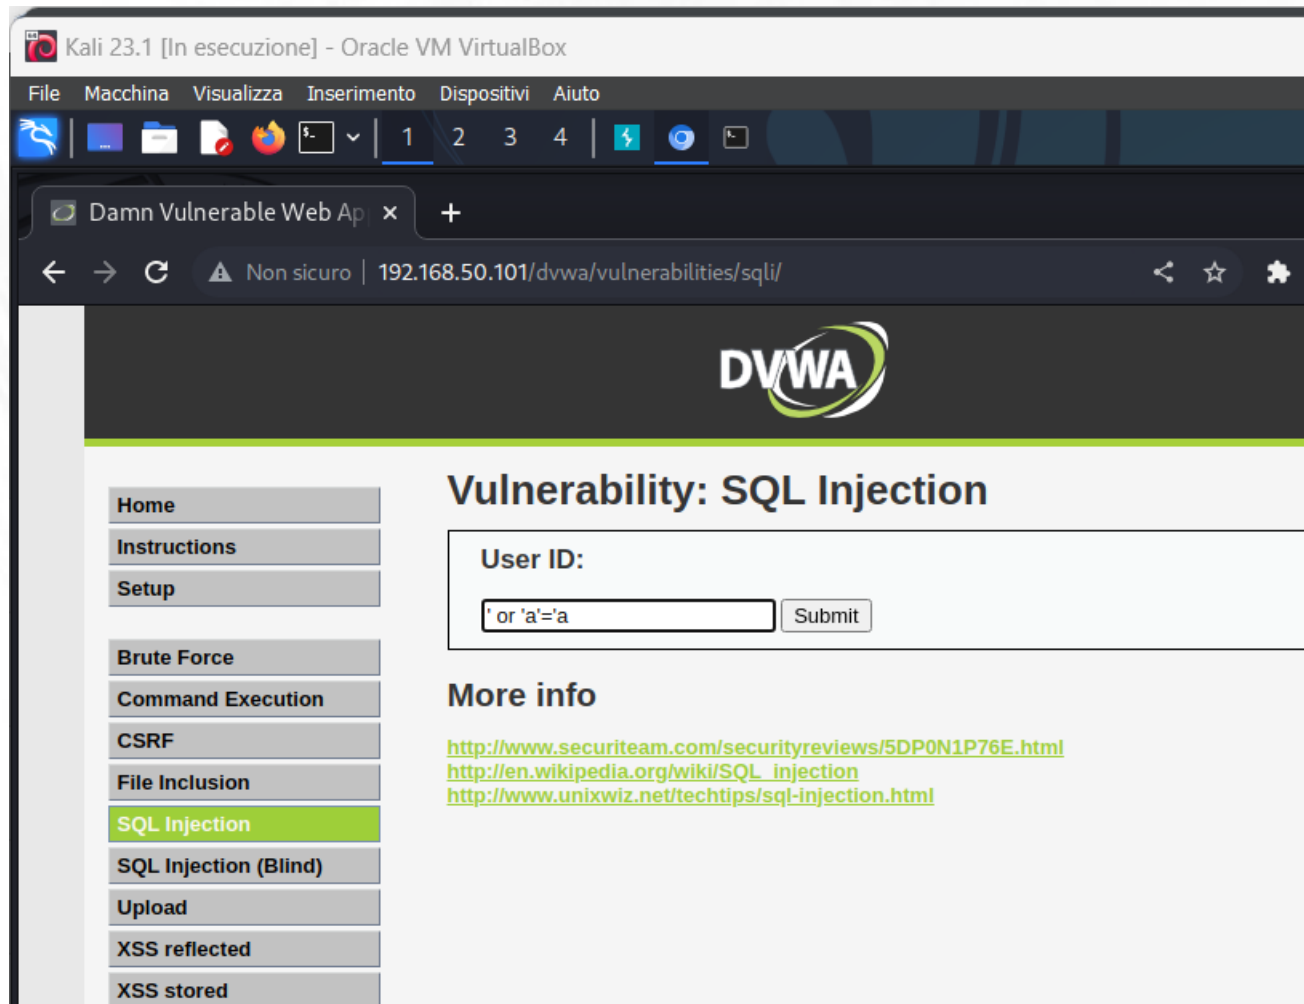 Kali 23.1 [In esecuzione] - Oracle VM VirtualBox
File Macchina Visualizza Inserimento Dispositivi Aiuto
1 2 3 4
Damn Vulnerable Web Ap
Non sicuro | 192.168.50.101/dvwa/vulnerabilities/sqli/
DVWA
Home
Instructions
Setup
Brute Force
Command Execution
CSRF
File Inclusion
SQL Injection
SQL Injection (Blind)
Upload
XSS reflected
XSS stored
Vulnerability: SQL Injection
User ID:
' or 'a'='a Submit
More info
http://www.securiteam.com/securityreviews/5DP0N1P76E.html
http://en.wikipedia.org/wiki/SQL_injection
http://www.unixwiz.net/techtips/sql-injection.html